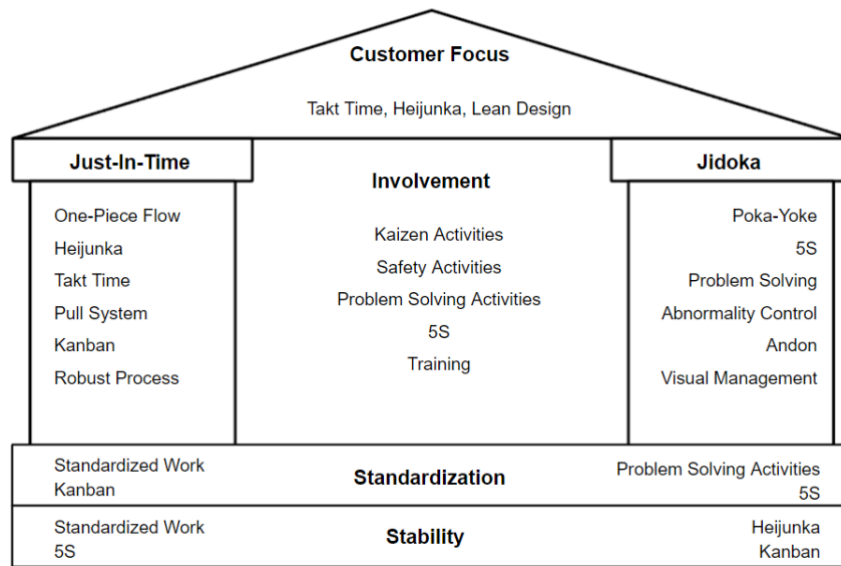 Customer Focus
Takt Time, Heijunka, Lean Design
Just-In-Time
One-Piece Flow
Heijunka
Takt Time
Pull System
Kanban
Robust Process
Involvement
Kaizen Activities
Safety Activities
Problem Solving Activities
5S
Training
Jidoka
Poka-Yoke
5S
Problem Solving
Abnormality Control
Andon
Visual Management
Standardized Work
Kanban
Standardization
Problem Solving Activities
5S
Standardized Work
5S
Stability
Heijunka
Kanban